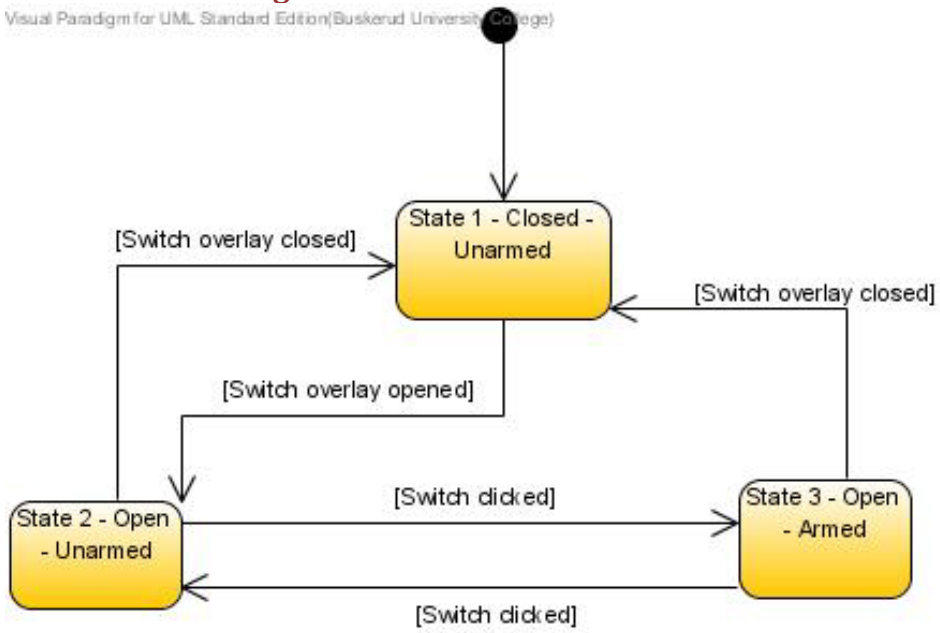 Visual Paradigm for UML Standard Edition(Buskerud University College)
State 1 - Closed -
Unarmed
[Switch overlay closed]
[Switch overlay closed]
[Switch overlay opened]
State 2 - Open
- Unarmed
[Switch clicked]
State 3 - Open
- Armed
[Switch clicked]